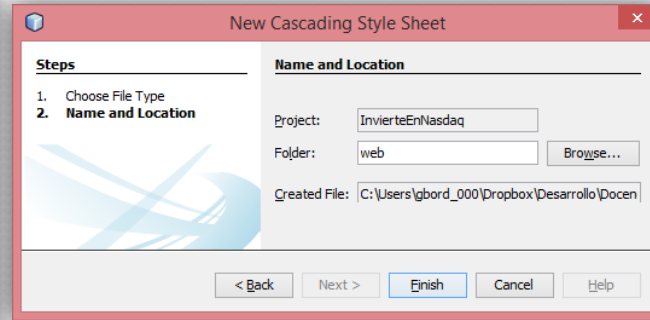 New Cascading Style Sheet
Steps
1. Choose File Type
2. Name and Location
Name and Location
Project: InvierteEnNasdaq
Folder: web Browse...
Created File: C:\Users\gbord_000\Dropbox\Desarrollo\Docen
< Back Next > Finish Cancel Help